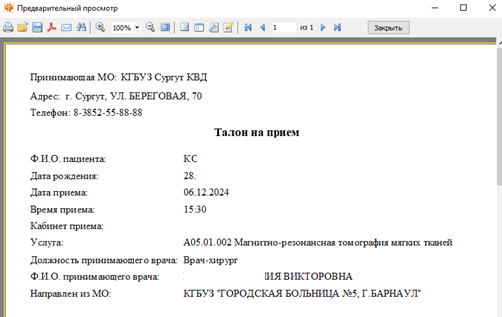 Предварительный просмотр
100%
1 из 1
Закрыть
Принимающая МО: КГБУЗ Сургут КВД
Адрес: г. Сургут, УЛ. БЕРЕГОВАЯ, 70
Телефон: 8-3852-55-88-88
Талон на прием
Ф.И.О. пациента: КС
Дата рождения: 28.
Дата приема: 06.12.2024
Время приема: 15:30
Кабинет приема:
Услуга: A05.01.002 Магнитно-резонансная томография мягких тканей
Должность принимающего врача: Врач-хирург
Ф.И.О. принимающего врача: ИЯ ВИКТОРОВНА
Направлен из МО: КГБУЗ "ГОРОДСКАЯ БОЛЬНИЦА №5, Г.БАРНАУЛ"